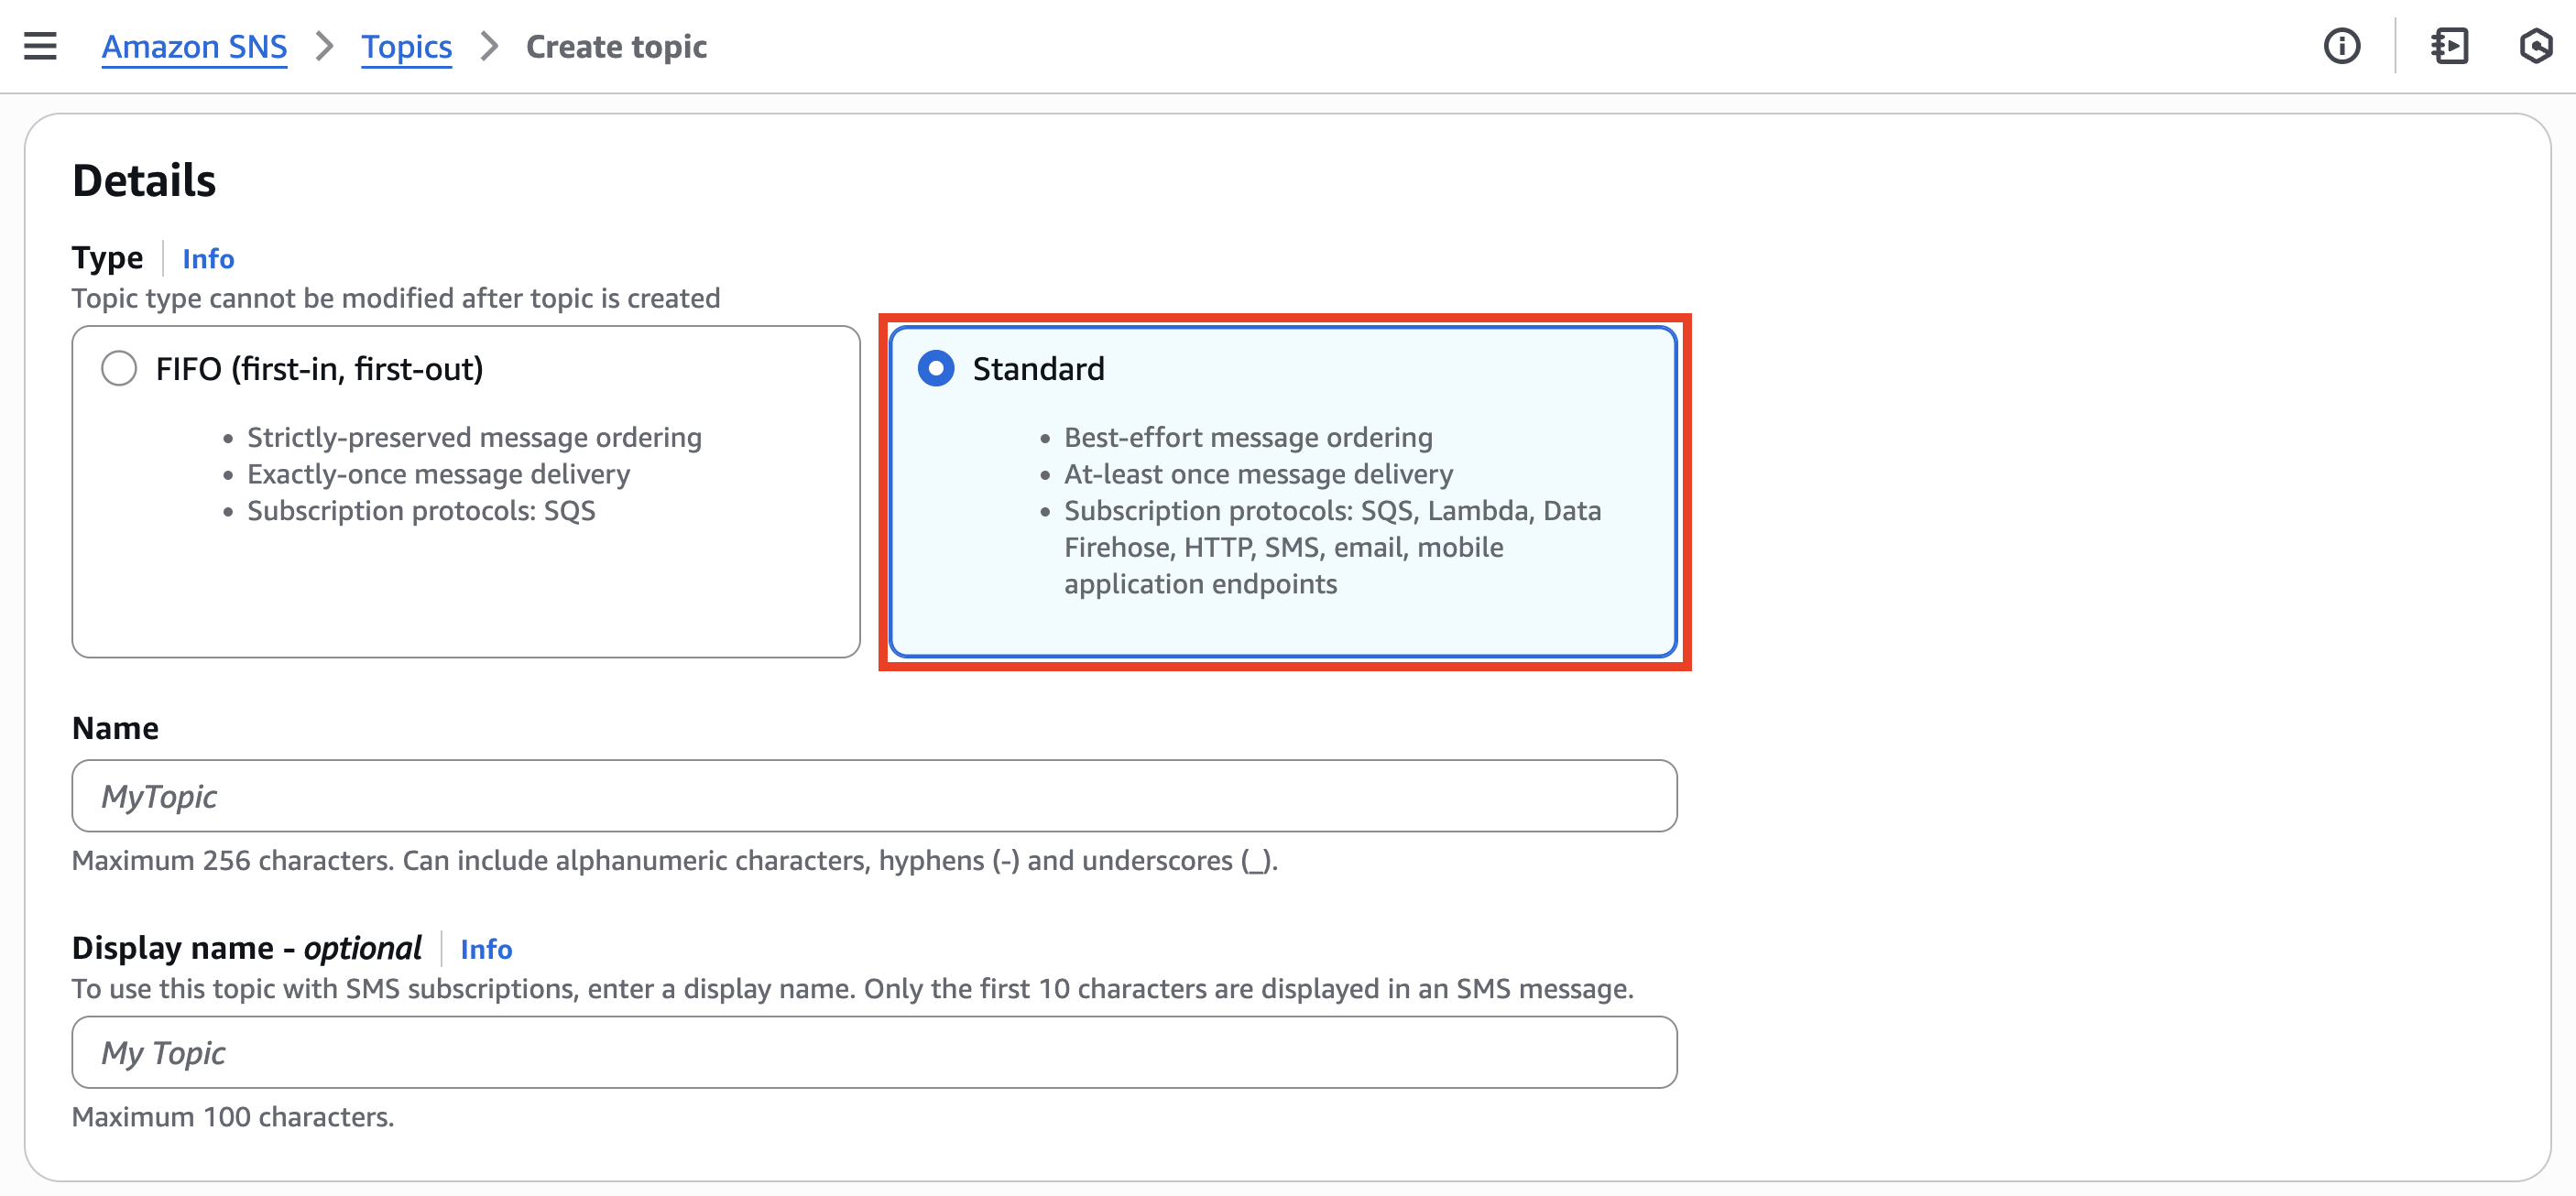 Amazon SNS > Topics > Create topic
Details
Type Info
Topic type cannot be modified after topic is created
FIFO (first-in, first-out)
• Strictly-preserved message ordering
• Exactly-once message delivery
• Subscription protocols: SQS
Standard
• Best-effort message ordering
• At-least once message delivery
• Subscription protocols: SQS, Lambda, Data
Firehose, HTTP, SMS, email, mobile
application endpoints
Name
MyTopic
Maximum 256 characters. Can include alphanumeric characters, hyphens (-) and underscores (_).
Display name - optional Info
To use this topic with SMS subscriptions, enter a display name. Only the first 10 characters are displayed in an SMS message.
My Topic
Maximum 100 characters.